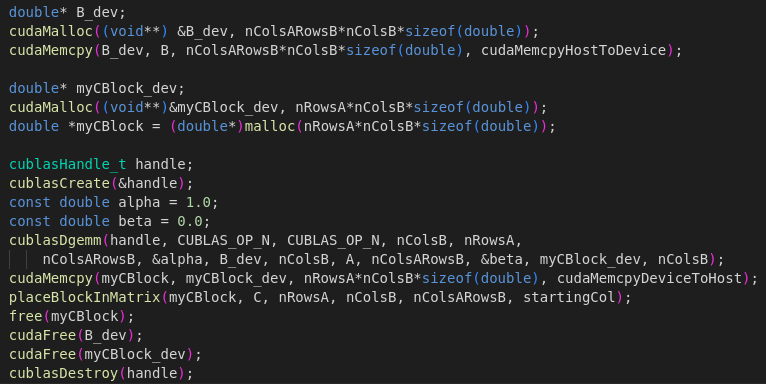 double* B_dev;
cudaMalloc((void**) &B_dev, nColsARowsB*nColsB*sizeof(double));
cudaMemcpy(B_dev, B, nColsARowsB*nColsB*sizeof(double), cudaMemcpyHostToDevice);

double* myCBlock_dev;
cudaMalloc((void**)&myCBlock_dev, nRowsA*nColsB*sizeof(double));
double *myCBlock = (double*)malloc(nRowsA*nColsB*sizeof(double));

cublasHandle_t handle;
cublasCreate(&handle);
const double alpha = 1.0;
const double beta = 0.0;
cublasDgemm(handle, CUBLAS_OP_N, CUBLAS_OP_N, nColsB, nRowsA,
    nColsARowsB, &alpha, B_dev, nColsB, A, nColsARowsB, &beta, myCBlock_dev, nColsB);
cudaMemcpy(myCBlock, myCBlock_dev, nRowsA*nColsB*sizeof(double), cudaMemcpyDeviceToHost);
placeBlockInMatrix(myCBlock, C, nRowsA, nColsB, nColsARowsB, startingCol);
free(myCBlock);
cudaFree(B_dev);
cudaFree(myCBlock_dev);
cublasDestroy(handle);